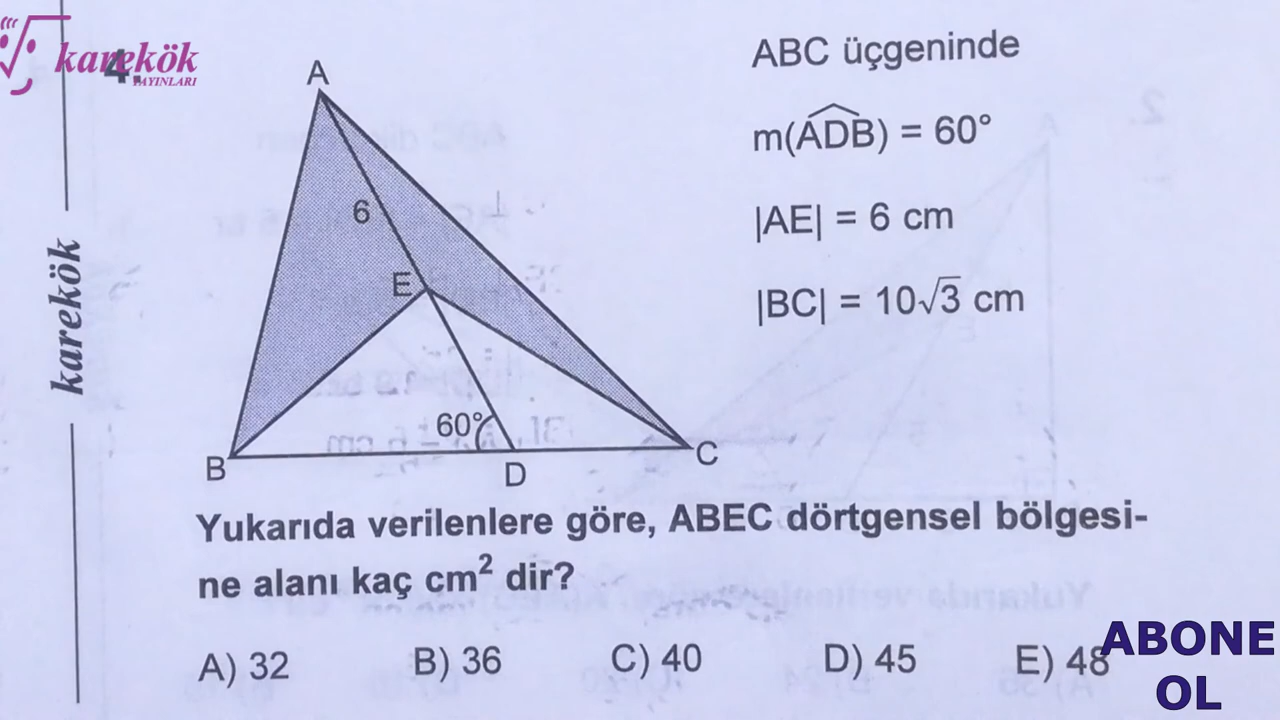 karekök
YAYINLARI
4.
karekök
A
6
E
60°
B
D
C
ABC üçgeninde
m(ADB) = 60°
|AE| = 6 cm
|BC| = 10√3 cm
Yukarıda verilenlere göre, ABEC dörtgensel bölgesi-
ne alanı kaç cm² dir?
A) 32 B) 36 C) 40 D) 45 E) 48
ABONE
OL